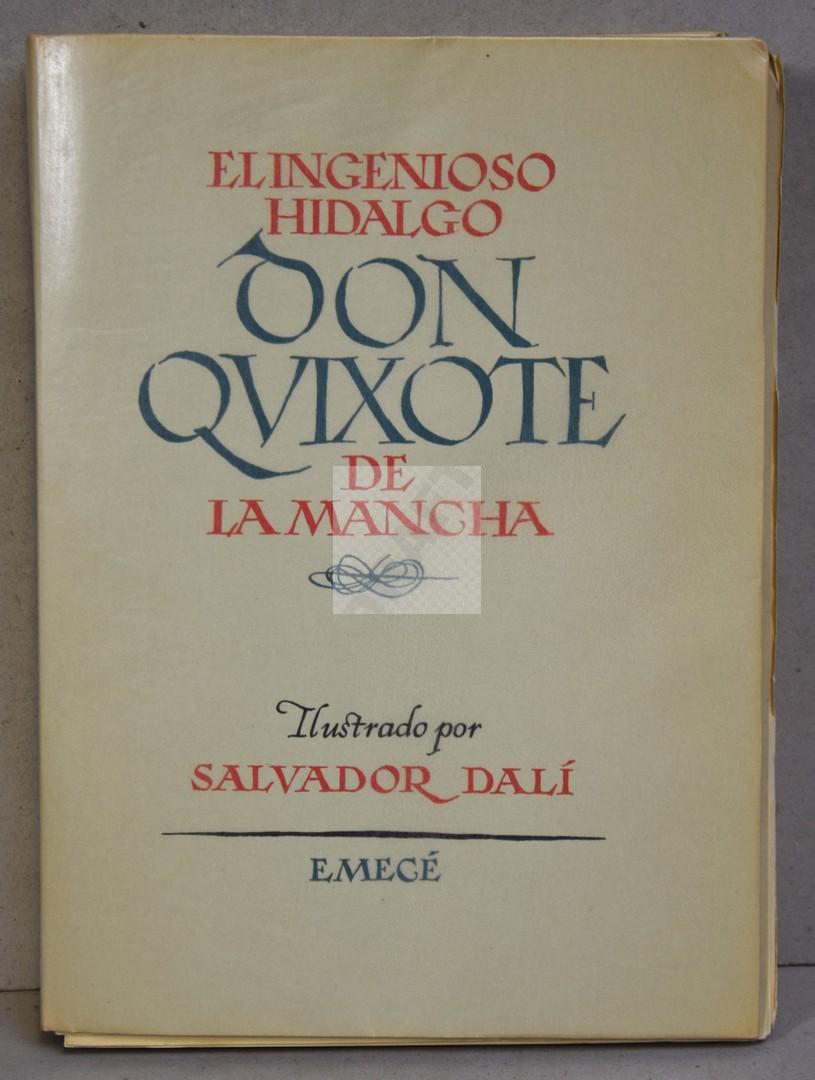 EL INGENIOSO
HIDALGO
DON
QVIXOTE
DE
LA MANCHA
Ilustrado por
SALVADOR DALÍ
EMECÉ